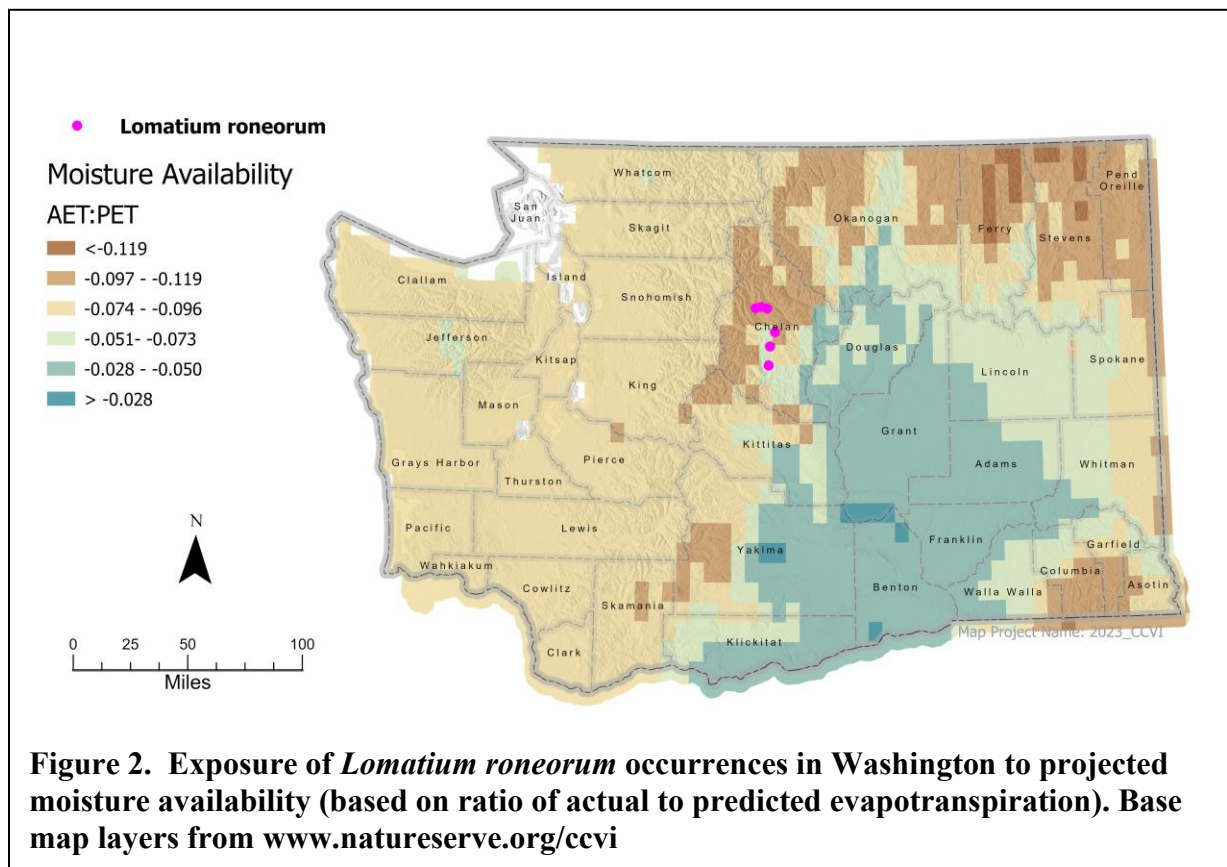 Lomatium roneorum
Moisture Availability
AET:PET
<-0.119
-0.097 - -0.119
-0.074 - -0.096
-0.051- -0.073
-0.028 - -0.050
> -0.028
Whatcom
Pend
Oreille
San
Juan
Skagit
Okanogan
Ferry
Stevens
Island
Clallam
Snohomish
Chelan
Jefferson
Douglas
Kitsap
Spokane
Lincoln
King
Mason
Grant
Kittitas
Grays Harbor
Pierce
Adams
Whitman
Thurston
N
Pacific
Lewis
Yakima
Franklin
Garfield
Wahkiakum
Columbia
Asotin
Cowlitz
Skamania
Benton
Walla Walla
Klickitat
Map Project Name: 2023_CCVI
Clark
0 25 50 100
Miles
Figure 2. Exposure of Lomatium roneorum occurrences in Washington to projected
moisture availability (based on ratio of actual to predicted evapotranspiration). Base
map layers from www.natureserve.org/ccvi